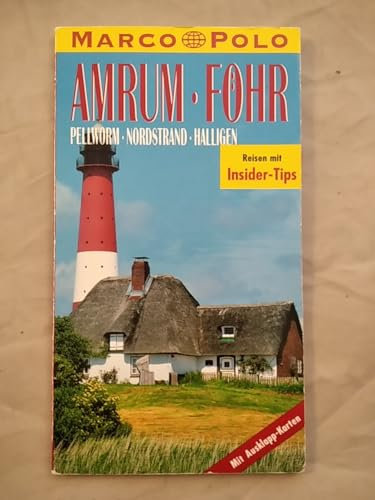 MARCO POLO
AMRUM · FÖHR
PELLWORM · NORDSTRAND · HALLIGEN
Reisen mit
Insider-Tips
Mit Ausklapp-Karten